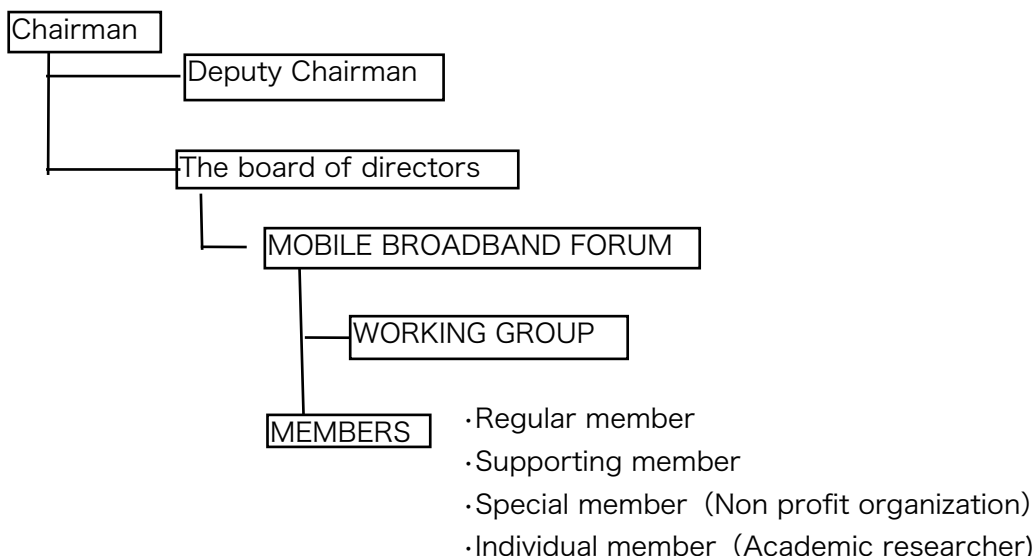 Chairman
Deputy Chairman
The board of directors
MOBILE BROADBAND FORUM
WORKING GROUP
MEMBERS
・Regular member
・Supporting member
・Special member（Non profit organization）
・Individual member（Academic researcher)